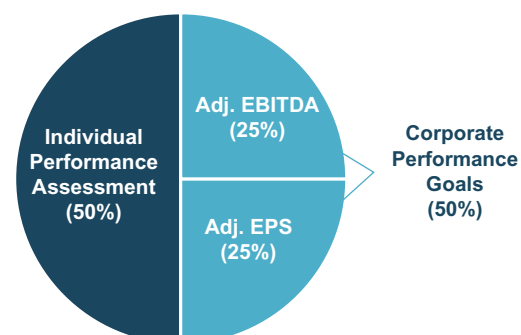 Individual
Performance
Assessment
(50%)
Adj. EBITDA
(25%)
Adj. EPS
(25%)
Corporate
Performance
Goals
(50%)